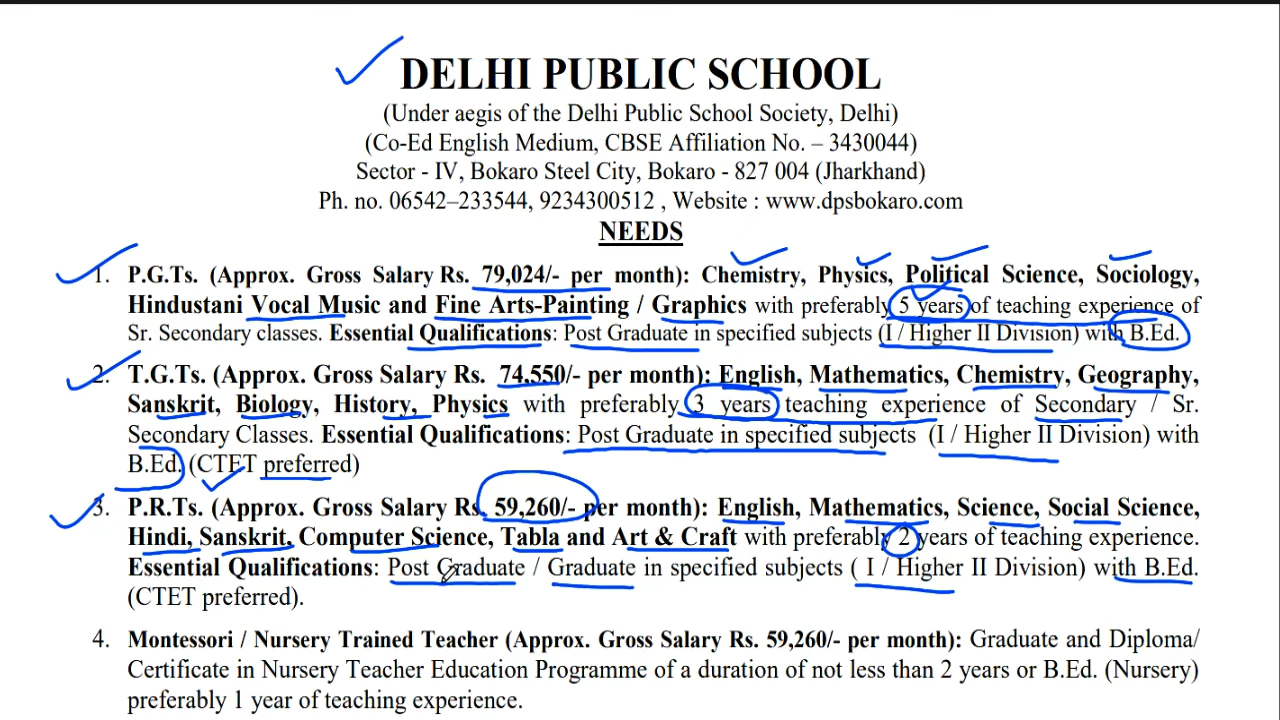 DELHI PUBLIC SCHOOL
(Under aegis of the Delhi Public School Society, Delhi)
(Co-Ed English Medium, CBSE Affiliation No. – 3430044)
Sector - IV, Bokaro Steel City, Bokaro - 827 004 (Jharkhand)
Ph. no. 06542–233544, 9234300512 , Website : www.dpsbokaro.com
NEEDS
1. P.G.Ts. (Approx. Gross Salary Rs. 79,024/- per month): Chemistry, Physics, Political Science, Sociology,
Hindustani Vocal Music and Fine Arts-Painting / Graphics with preferably 5 years of teaching experience of
Sr. Secondary classes. Essential Qualifications: Post Graduate in specified subjects (I / Higher II Division) with B.Ed.
2. T.G.Ts. (Approx. Gross Salary Rs. 74,550/- per month): English, Mathematics, Chemistry, Geography,
Sanskrit, Biology, History, Physics with preferably 3 years teaching experience of Secondary / Sr.
Secondary Classes. Essential Qualifications: Post Graduate in specified subjects (I / Higher II Division) with
B.Ed. (CTET preferred)
3. P.R.Ts. (Approx. Gross Salary Rs. 59,260/- per month): English, Mathematics, Science, Social Science,
Hindi, Sanskrit, Computer Science, Tabla and Art & Craft with preferably 2 years of teaching experience.
Essential Qualifications: Post Graduate / Graduate in specified subjects ( I / Higher II Division) with B.Ed.
(CTET preferred).
4. Montessori / Nursery Trained Teacher (Approx. Gross Salary Rs. 59,260/- per month): Graduate and Diploma/
Certificate in Nursery Teacher Education Programme of a duration of not less than 2 years or B.Ed. (Nursery)
preferably 1 year of teaching experience.